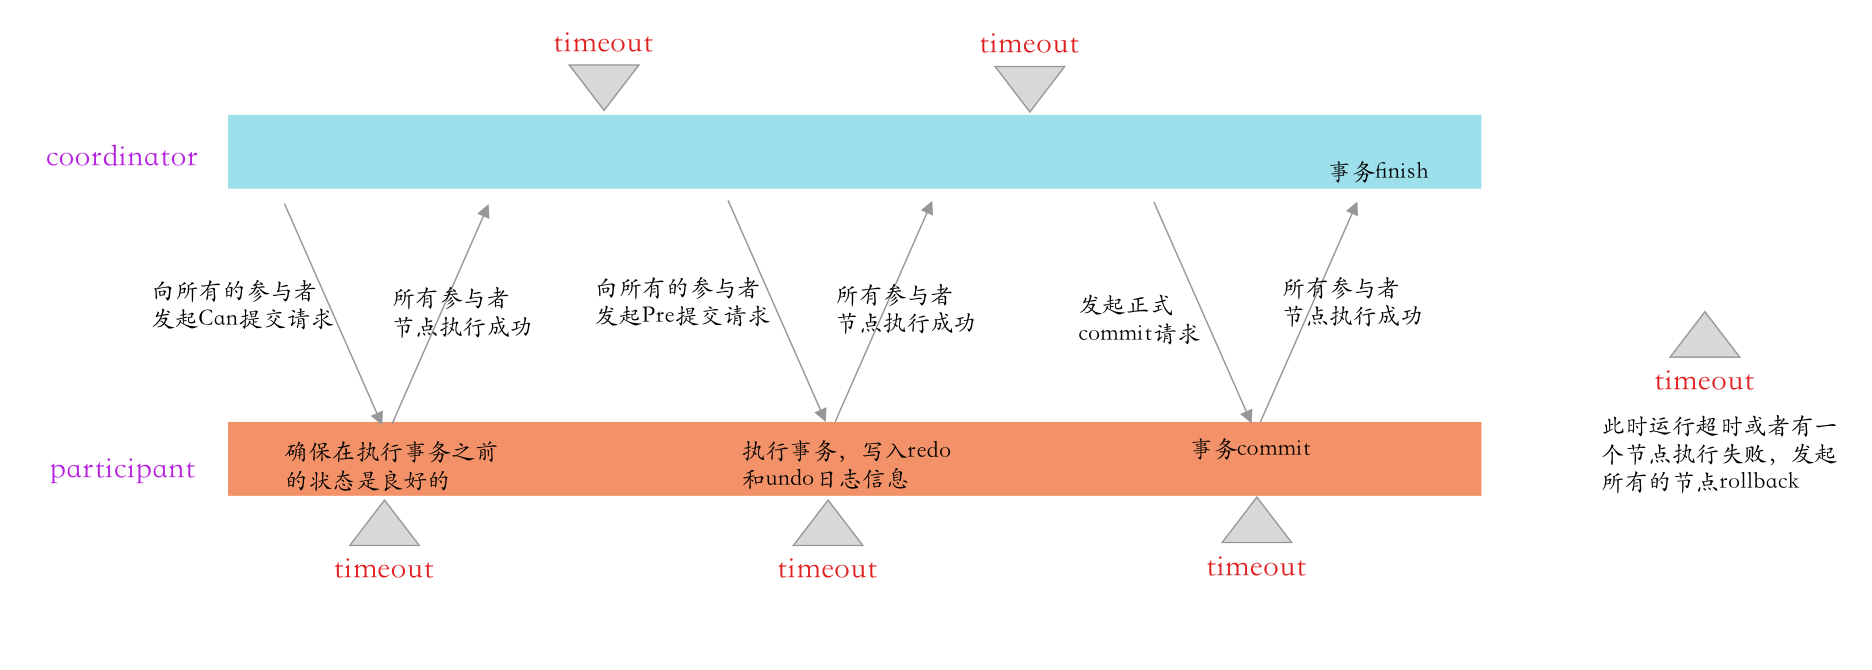 timeout
timeout
coordinator
事务finish
向所有的参与者
发起Can提交请求
所有参与者
节点执行成功
向所有的参与者
发起Pre提交请求
所有参与者
节点执行成功
发起正式
commit请求
所有参与者
节点执行成功
participant
确保在执行事务之前
的状态是良好的
执行事务，写入redo
和undo日志信息
事务commit
timeout
timeout
timeout
timeout
此时运行超时或者有一
个节点执行失败，发起
所有的节点rollback